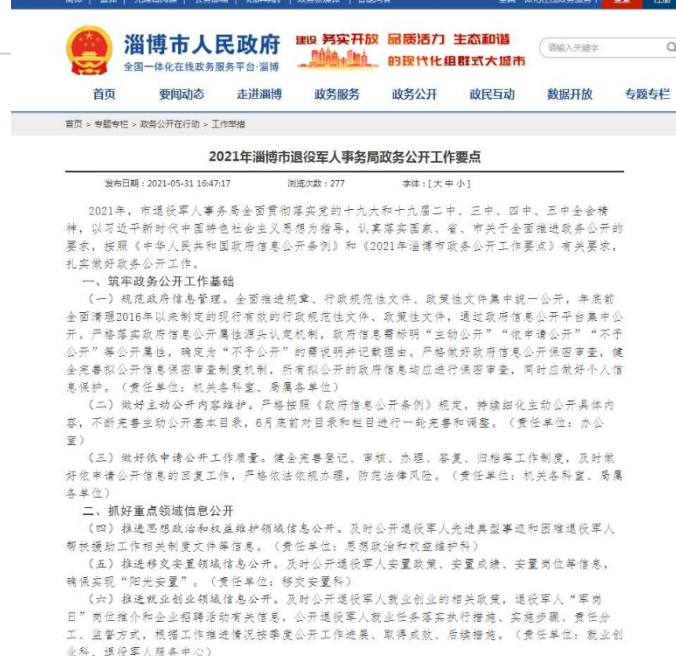 淄博市人民政府
全国一体化在线政务服务平台·淄博
建设 务实开放 品质活力 生态和谐
的现代化组群式大城市
请输入关键字
首页 要闻动态 走进淄博 政务服务 政务公开 政民互动 数据开放 专题专栏
首页 > 专题专栏 > 政务公开在行动 > 工作举措
2021年淄博市退役军人事务局政务公开工作要点
发布日期：2021-05-31 16:47:17 浏览次数：277 字体：[ 大 中 小 ]
2021年，市退役军人事务局全面贯彻落实党的十九大和十九届二中、三中、四中、五中全会精
神，以习近平新时代中国特色社会主义思想为指导，认真落实国家、省、市关于全面推进政务公开的
要求，按照《中华人民共和国政府信息公开条例》和《2021年淄博市政务公开工作要点》有关要求，
扎实做好政务公开工作。
一、筑牢政务公开工作基础
（一）规范政府信息管理。全面推进规章、行政规范性文件、政策性文件集中统一公开，年底前
全面清理2016年以来制定的现行有效的行政规范性文件、政策性文件，通过政府信息公开平台集中公
开。严格落实政府信息公开属性源头认定机制，政府信息需标明“主动公开”“依申请公开”“不予
公开”等公开属性，确定为“不予公开”的需说明并记载理由。严格做好政府信息公开保密审查，健
全完善拟公开信息保密审查制度机制，所有拟公开的政府信息均应进行保密审查，同时应做好个人信
息保护。（责任单位：机关各科室、局属各单位）
（二）做好主动公开内容维护。严格按照《政府信息公开条例》规定，持续细化主动公开具体内
容，不断完善主动公开基本目录，6月底前对目录和栏目进行一轮完善和调整。（责任单位：办公
室）
（三）做好依申请公开工作质量。健全完善登记、审核、办理、答复、归档等工作制度，及时做
好依申请公开信息的回复工作，严格依法依规办理，防范法律风险。（责任单位：机关各科室、局属
各单位）
二、抓好重点领域信息公开
（四）推进思想政治和权益维护领域信息公开。及时公开退役军人先进典型事迹和困难退役军人
帮扶援助工作相关制度文件等信息。（责任单位：思想政治和权益维护科）
（五）推进移交安置领域信息公开。及时公开退役军人安置政策、安置成绩、安置岗位等信息，
确保实现“阳光安置”。（责任单位：移交安置科）
（六）推进就业创业领域信息公开。及时公开退役军人就业创业的相关政策，退役军人“军岗
日”岗位推介和企业招聘活动有关信息，公开退役军人就业任务落实执行措施、实施步骤、责任分
工、监督方式，根据工作推进情况按季度公开工作进展、取得成效、后续措施。（责任单位：就业创
业科、退役军人服务中心）